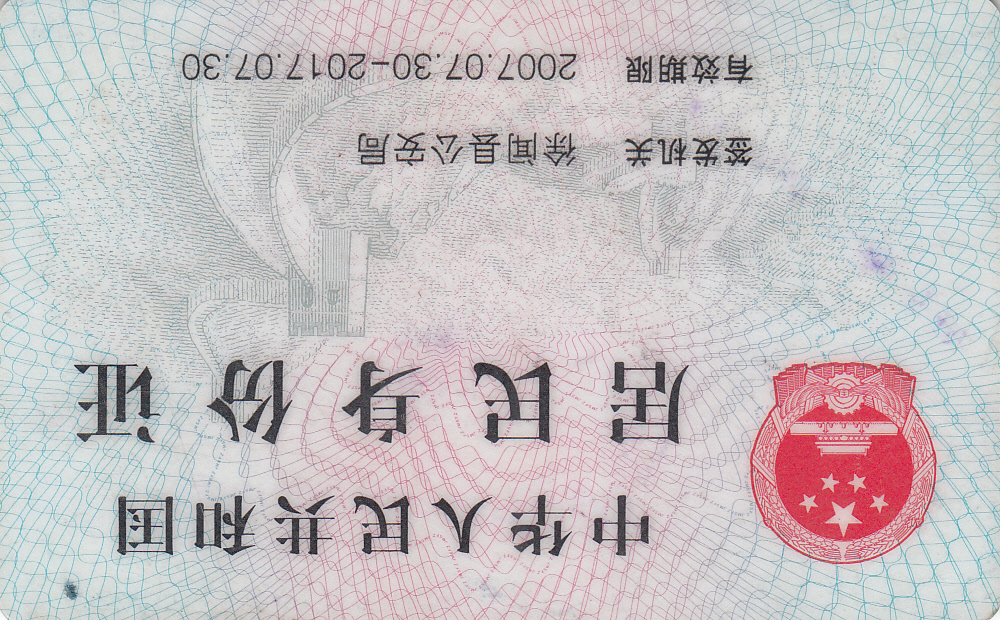 中华人民共和国
居民身份证
签发机关 徐闻县公安局
有效期限 2007.07.30-2017.07.30